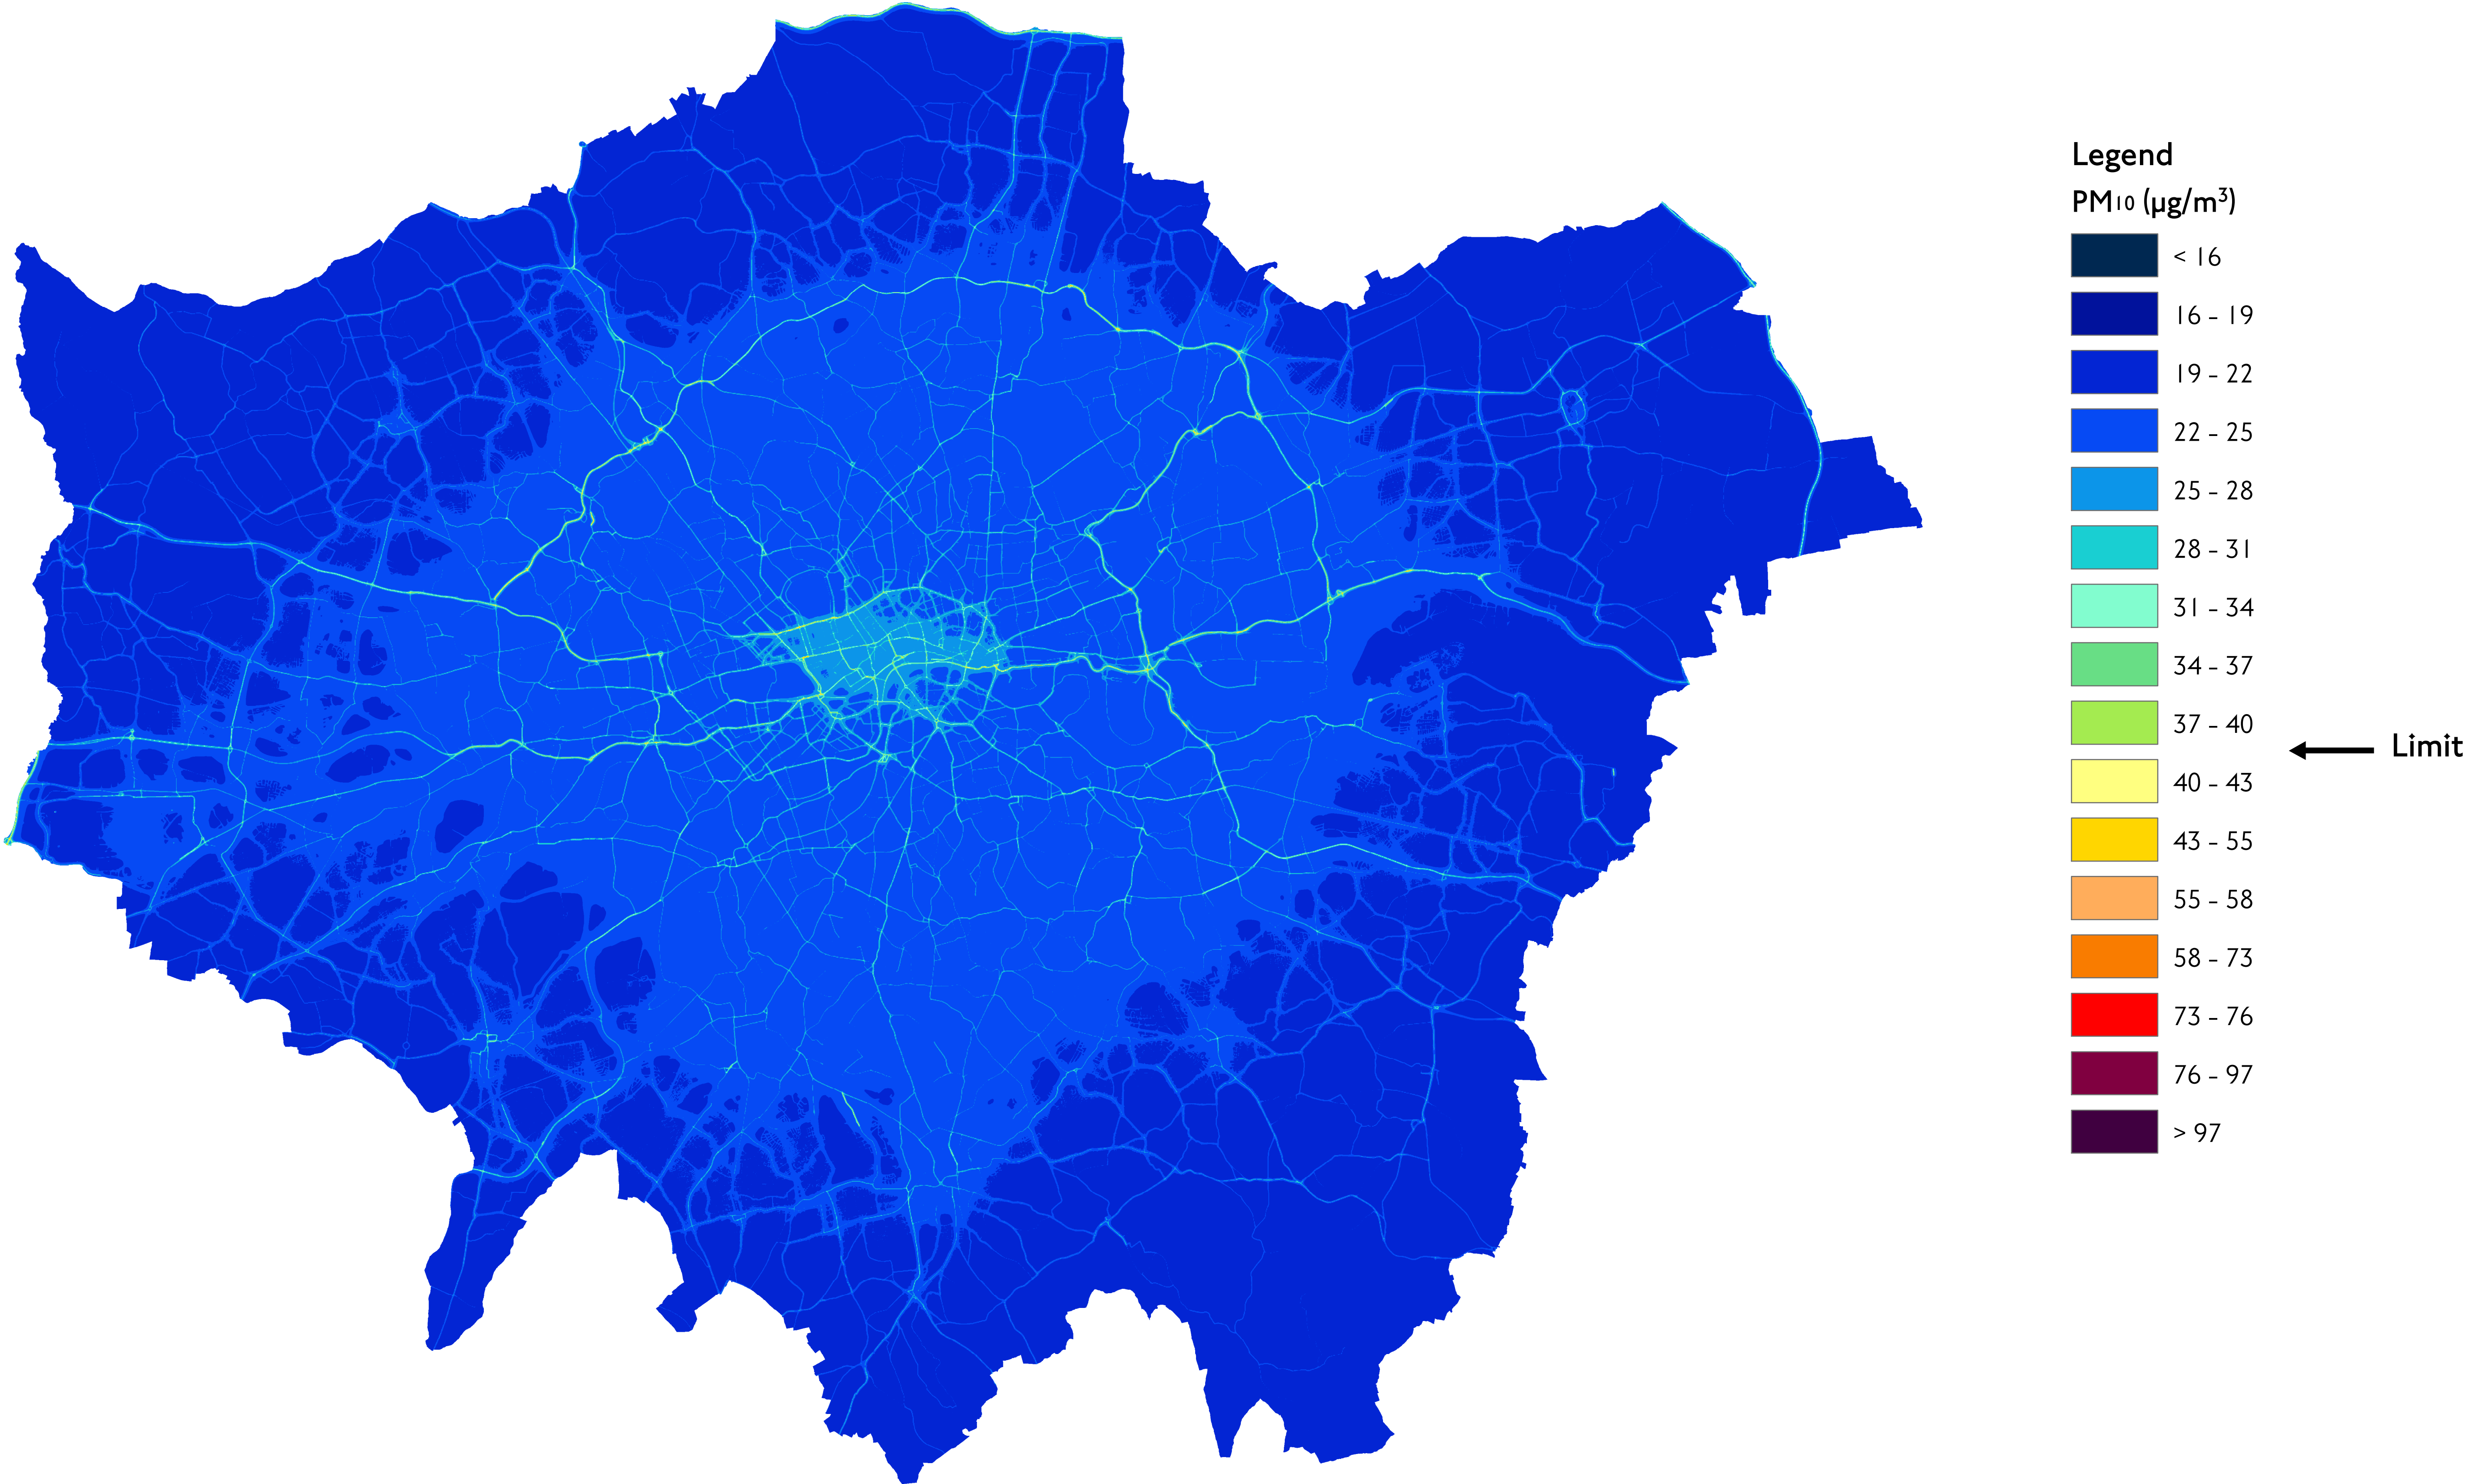 Legend
PM10 (µg/m³)
< 16
16 - 19
19 - 22
22 - 25
25 - 28
28 - 31
31 - 34
34 - 37
37 - 40
Limit
40 - 43
43 - 55
55 - 58
58 - 73
73 - 76
76 - 97
> 97